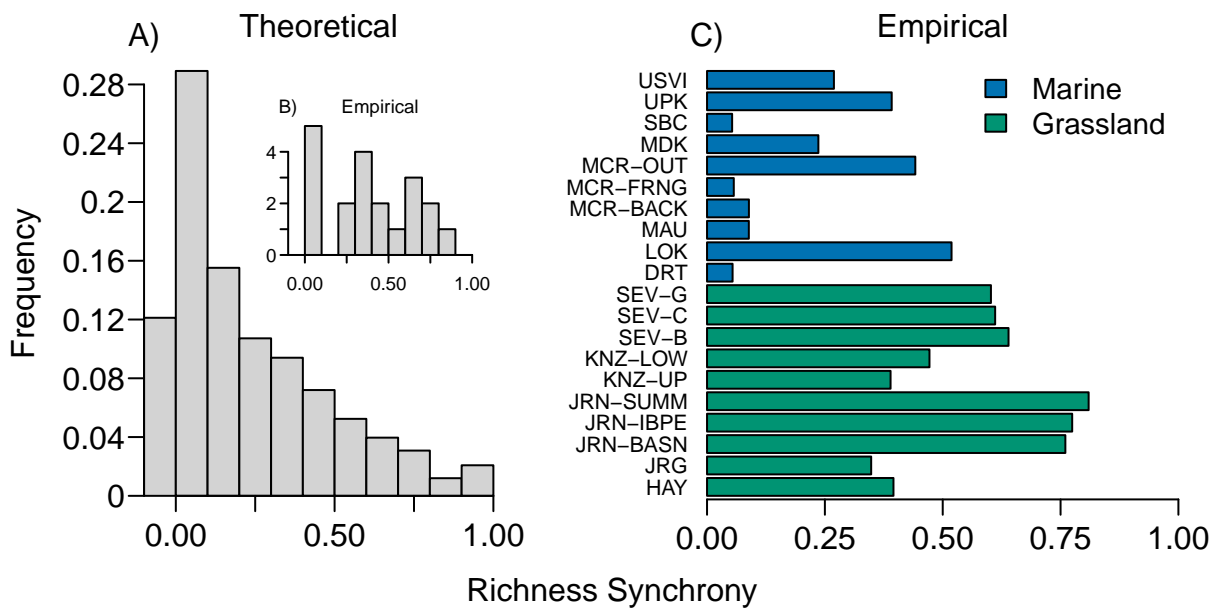 A)
Theoretical
0.28
0.24
0.2
0.16
0.12
0.08
0.04
0
Frequency
0.00
0.50
1.00
B)
Empirical
4
2
0
0.00
0.50
1.00
C)
Empirical
USVI
UPK
SBC
MDK
MCR−OUT
MCR−FRNG
MCR−BACK
MAU
LOK
DRT
SEV−G
SEV−C
SEV−B
KNZ−LOW
KNZ−UP
JRN−SUMM
JRN−IBPE
JRN−BASN
JRG
HAY
Marine
Grassland
0.00
0.25
0.50
0.75
1.00
Richness Synchrony